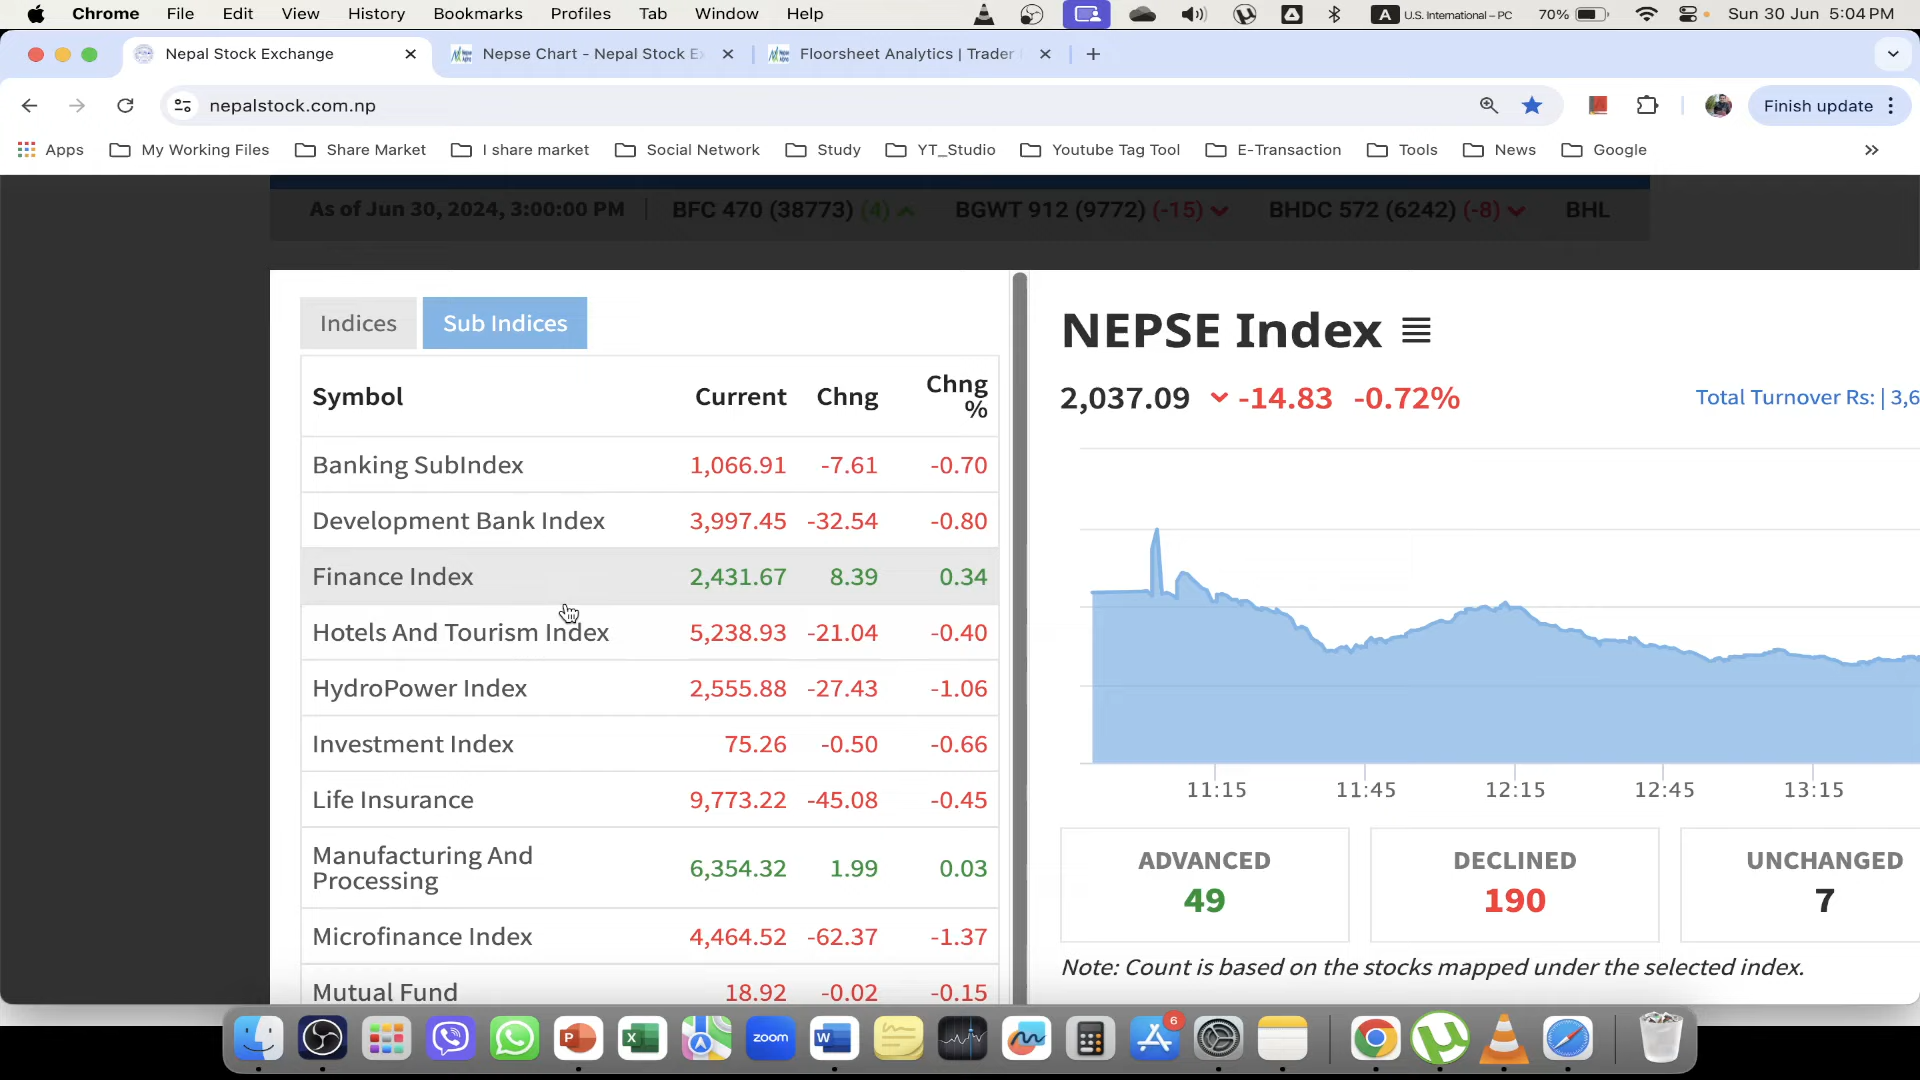 Chrome File Edit View History Bookmarks Profiles Tab Window Help A U.S. International – PC 70% Sun 30 Jun 5:04 PM
Nepal Stock Exchange Nepse Chart - Nepal Stock Ex Floorsheet Analytics | Trader
nepalstock.com.np Finish update
Apps My Working Files Share Market I share market Social Network Study YT_Studio Youtube Tag Tool E-Transaction Tools News Google
As of Jun 30, 2024, 3:00:00 PM BFC 470 (38773) (4) BGWT 912 (9772) (-15) BHDC 572 (6242) (-8) BHL
Indices Sub Indices
Symbol Current Chng Chng %
Banking SubIndex 1,066.91 -7.61 -0.70
Development Bank Index 3,997.45 -32.54 -0.80
Finance Index 2,431.67 8.39 0.34
Hotels And Tourism Index 5,238.93 -21.04 -0.40
HydroPower Index 2,555.88 -27.43 -1.06
Investment Index 75.26 -0.50 -0.66
Life Insurance 9,773.22 -45.08 -0.45
Manufacturing And
Processing 6,354.32 1.99 0.03
Microfinance Index 4,464.52 -62.37 -1.37
Mutual Fund 18.92 -0.02 -0.15
NEPSE Index
2,037.09 -14.83 -0.72% Total Turnover Rs: | 3,6
11:15 11:45 12:15 12:45 13:15
ADVANCED DECLINED UNCHANGED
49 190 7
Note: Count is based on the stocks mapped under the selected index.
zoom
6